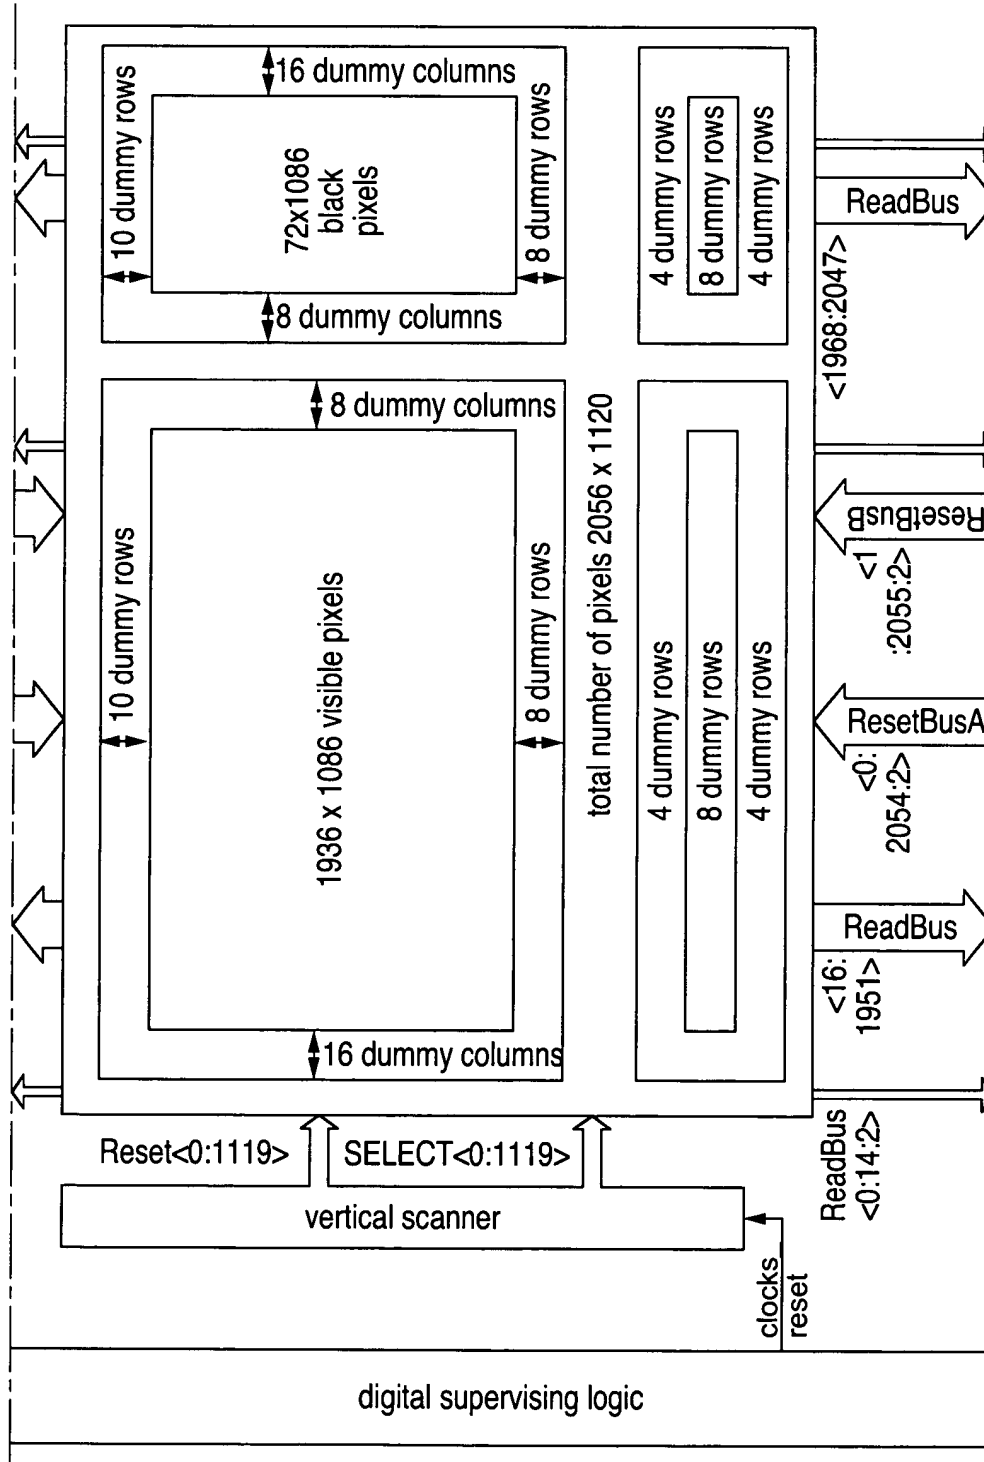 16 dummy columns
10 dummy rows
72x1086
black
pixels
8 dummy rows
8 dummy columns
4 dummy rows
8 dummy rows
4 dummy rows
ReadBus
<1968:2047>
8 dummy columns
10 dummy rows
1936 x 1086 visible pixels
8 dummy rows
16 dummy columns
total number of pixels 2056 x 1120
4 dummy rows
8 dummy rows
4 dummy rows
ResetBusB
<1
:2055:2>
ResetBusA
<0:
2054:2>
ReadBus
<16:
1951>
Reset<0:1119>
SELECT<0:1119>
ReadBus
<0:14:2>
vertical scanner
clocks
reset
digital supervising logic